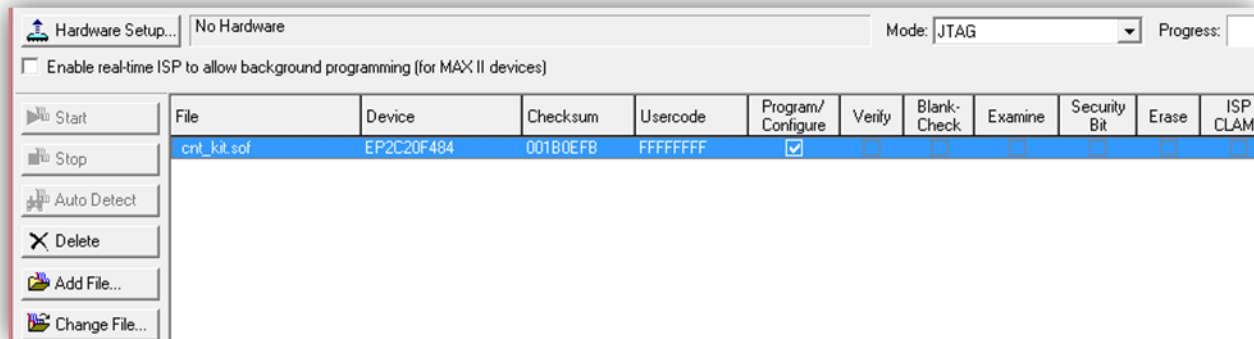 Hardware Setup... No Hardware Mode: JTAG Progress:
Enable real-time ISP to allow background programming (for MAX II devices)
Start
Stop
Auto Detect
Delete
Add File...
Change File...
File Device Checksum Usercode Program/ Configure Verify Blank- Check Examine Security Bit Erase ISP CLAM
cnt_kit.sof EP2C20F484 001B0EFB FFFFFFFF